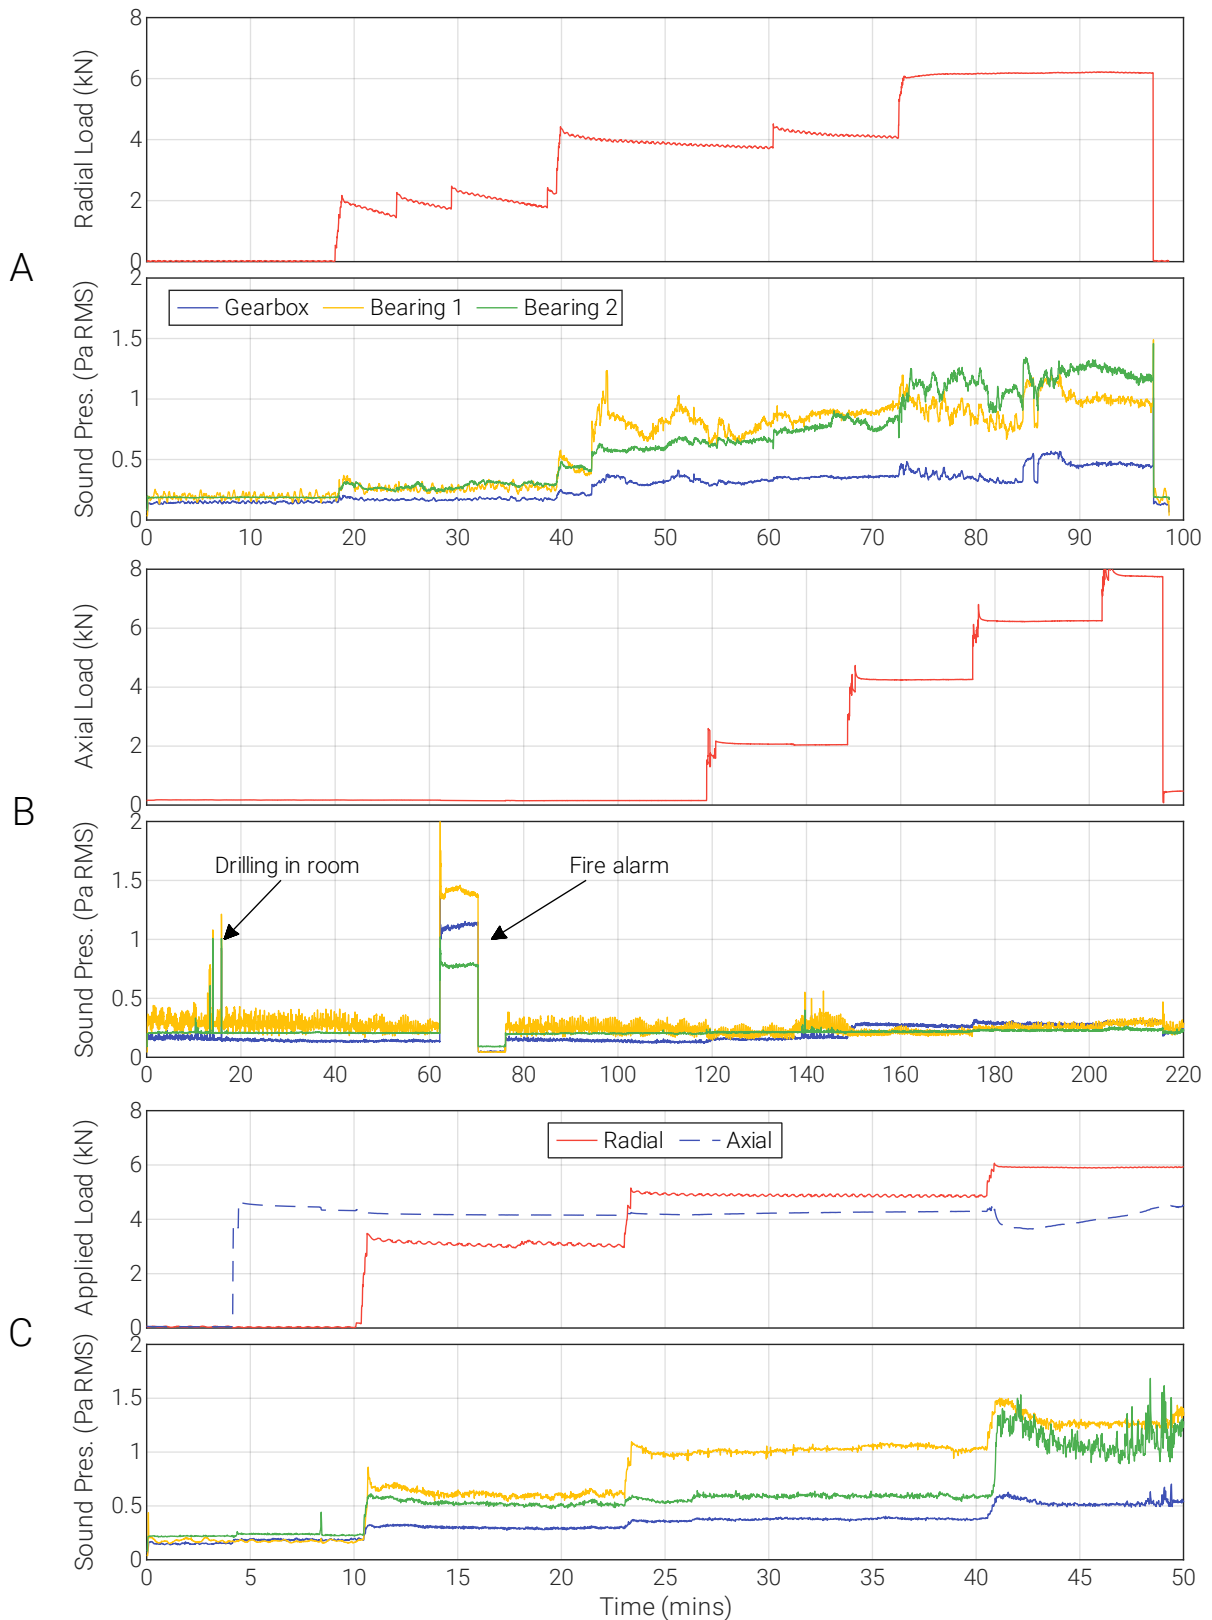 A
Radial Load (kN)
8
6
4
2
0
Sound Pres. (Pa RMS)
2
1.5
1
0.5
0
Gearbox Bearing 1 Bearing 2
0 10 20 30 40 50 60 70 80 90 100
B
Axial Load (kN)
8
6
4
2
0
Sound Pres. (Pa RMS)
2
1.5
1
0.5
0
Drilling in room Fire alarm
0 20 40 60 80 100 120 140 160 180 200 220
C
Applied Load (kN)
8
6
4
2
0
Radial Axial
Sound Pres. (Pa RMS)
2
1.5
1
0.5
0
0 5 10 15 20 25 30 35 40 45 50
Time (mins)